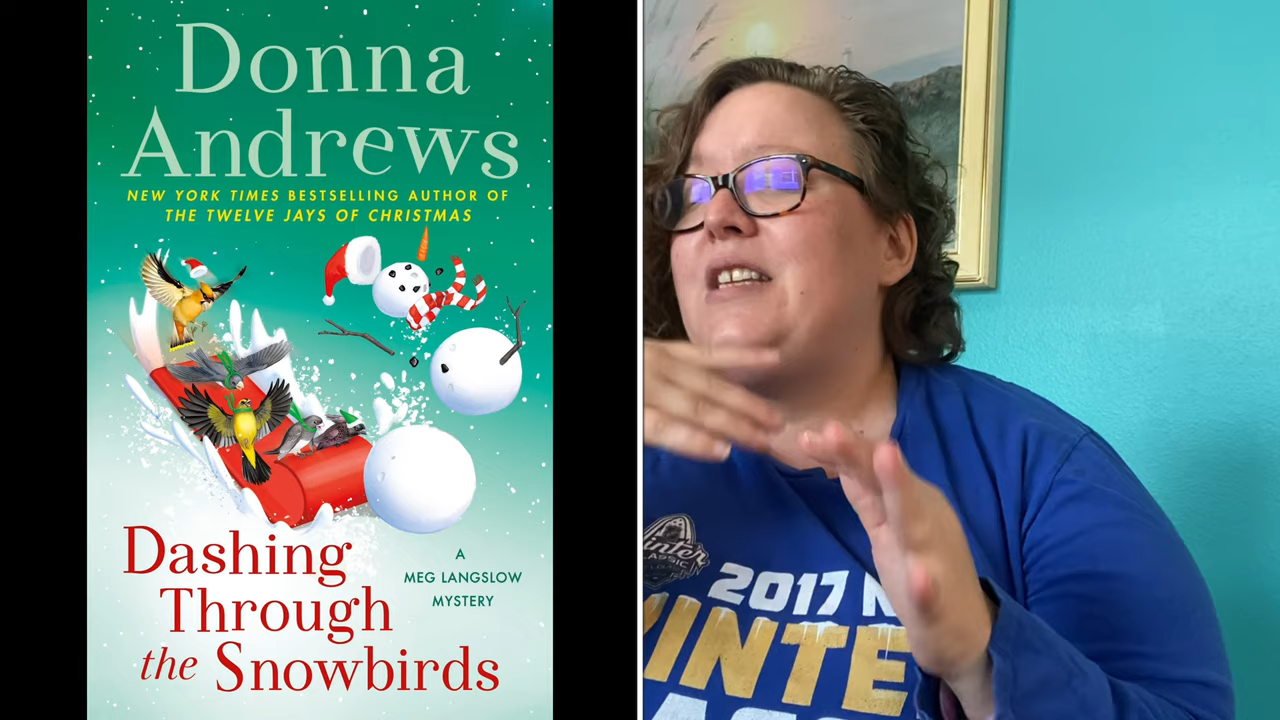 Donna
Andrews
NEW YORK TIMES BESTSELLING AUTHOR OF
THE TWELVE JAYS OF CHRISTMAS
Dashing
Through
the Snowbirds
A
MEG LANGSLOW
MYSTERY
2017 N
INTE